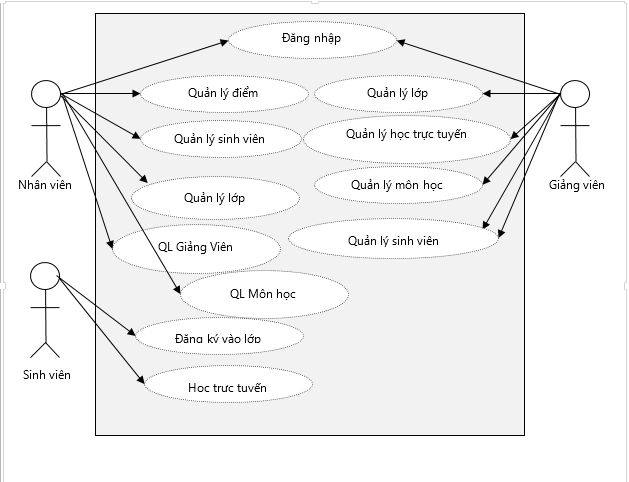 Đăng nhập
Quản lý điểm
Quản lý lớp
Quản lý sinh viên
Quản lý học trực tuyến
Nhân viên
Quản lý môn học
Giảng viên
Quản lý lớp
QL Giảng Viên
Quản lý sinh viên
QL Môn học
Đăng ký vào lớp
Sinh viên
Học trực tuyến